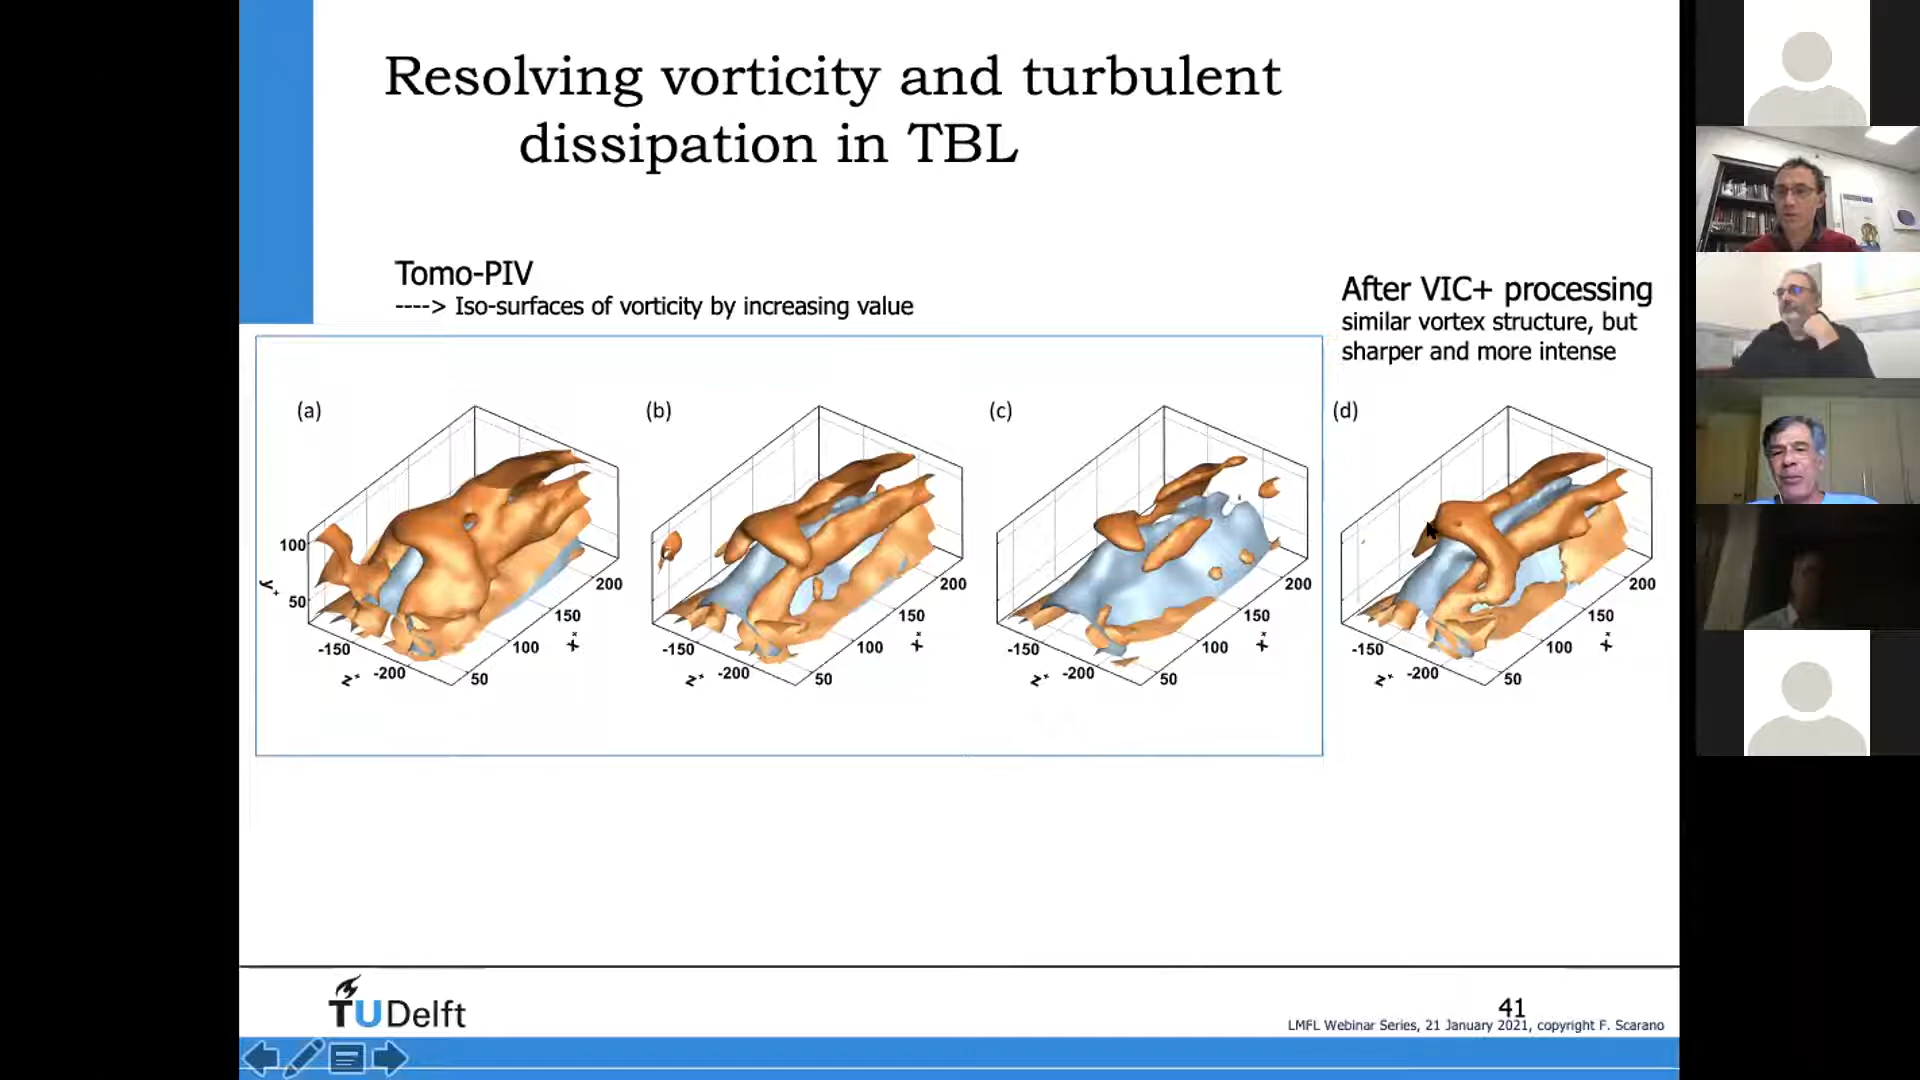 Resolving vorticity and turbulent
dissipation in TBL
Tomo-PIV
----> Iso-surfaces of vorticity by increasing value
After VIC+ processing
similar vortex structure, but
sharper and more intense
(a)
(b)
(c)
(d)
100
50
y+
-150
-200
z+
50
100
150
200
x+
-150
-200
z+
50
100
150
200
x+
-150
-200
z+
50
100
150
200
x+
-150
-200
z+
50
100
150
200
x+
TUDelft
41
LMFL Webinar Series, 21 January 2021, copyright F. Scarano